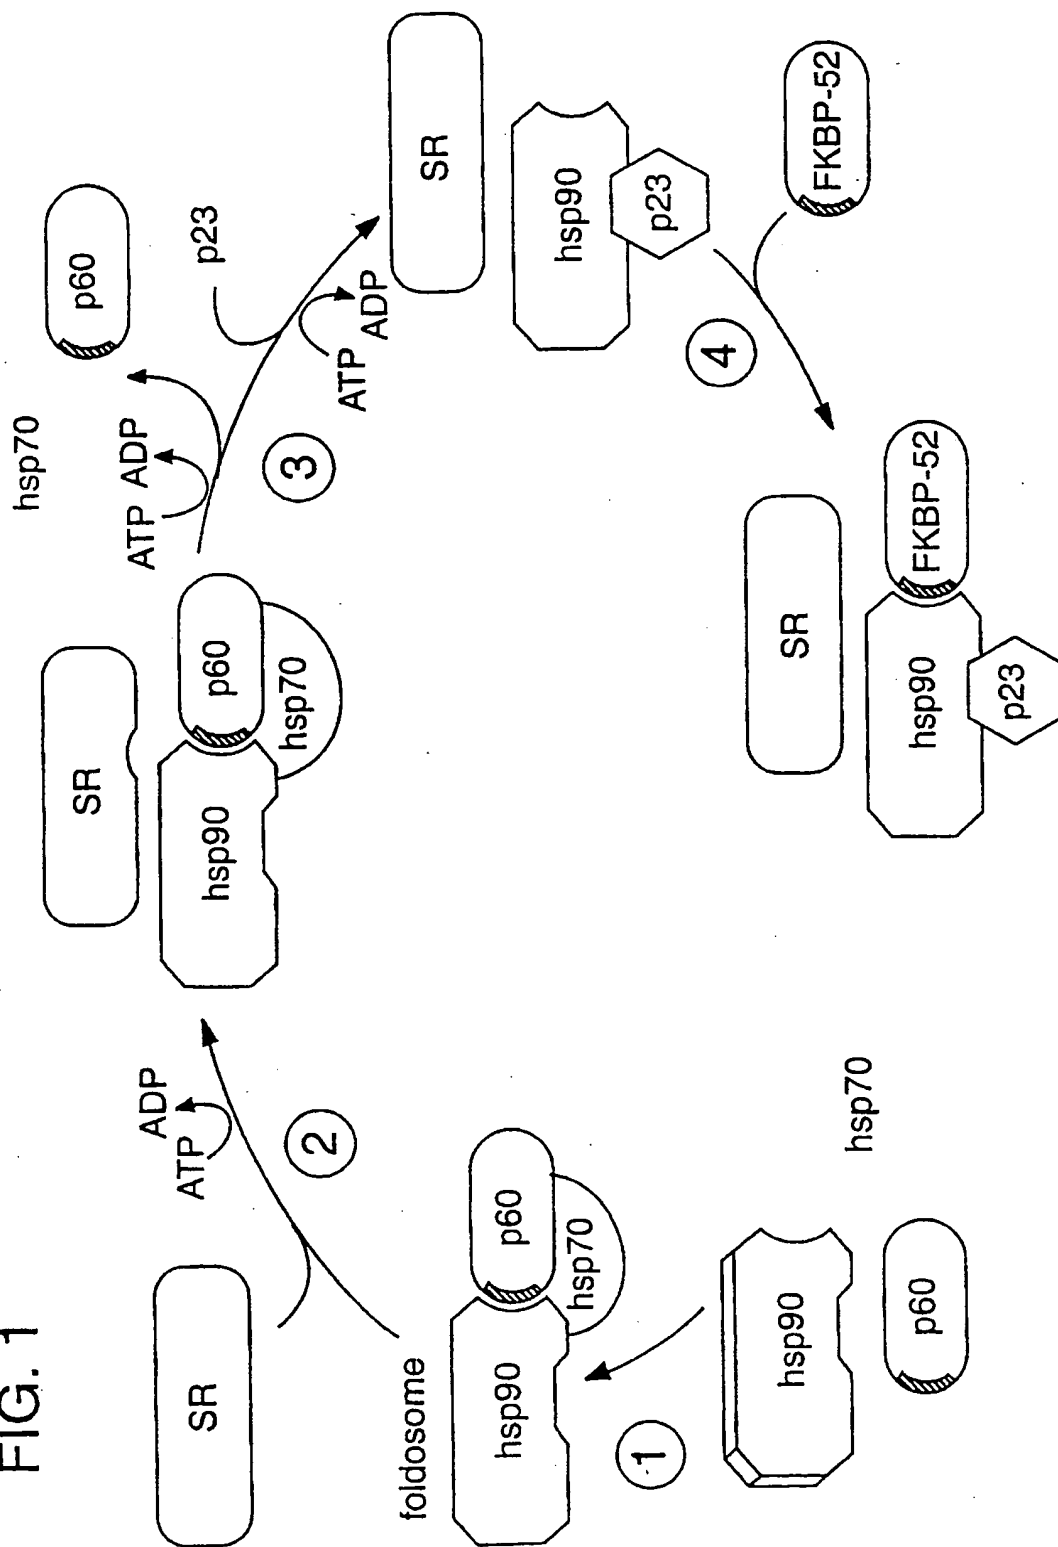 FIG. 1
SR
foldosome
hsp90
p60
hsp70
1
hsp90
p60
hsp70
2
ATP
ADP
SR
hsp90
p60
hsp70
3
ATP
ADP
hsp70
p60
p23
ATP
ADP
SR
hsp90
p23
4
FKBP-52
SR
hsp90
FKBP-52
p23